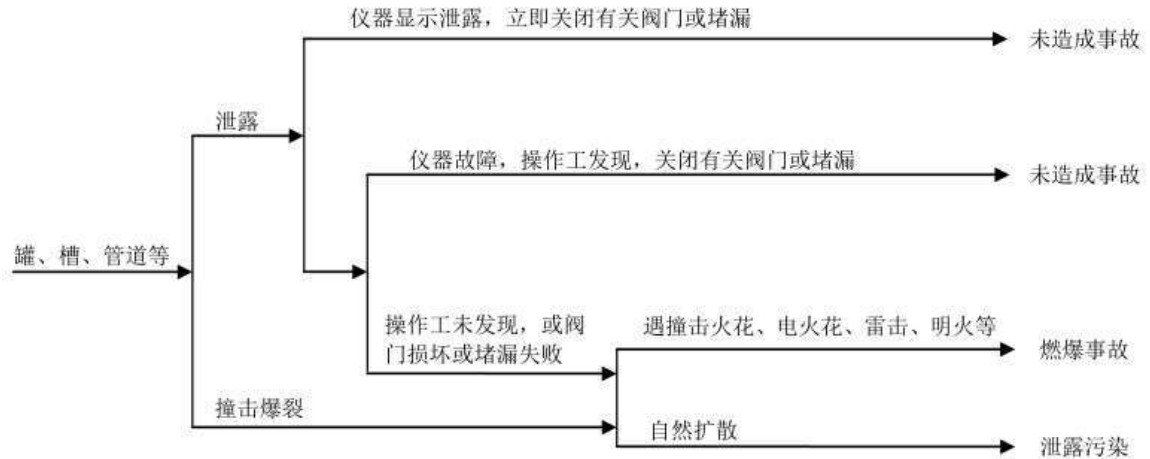 仪器显示泄露，立即关闭有关阀门或堵漏
未造成事故
泄露
仪器故障，操作工发现，关闭有关阀门或堵漏
未造成事故
罐、槽、管道等
操作工未发现，或阀
门损坏或堵漏失败
遇撞击火花、电火花、雷击、明火等
燃爆事故
撞击爆裂
自然扩散
泄露污染